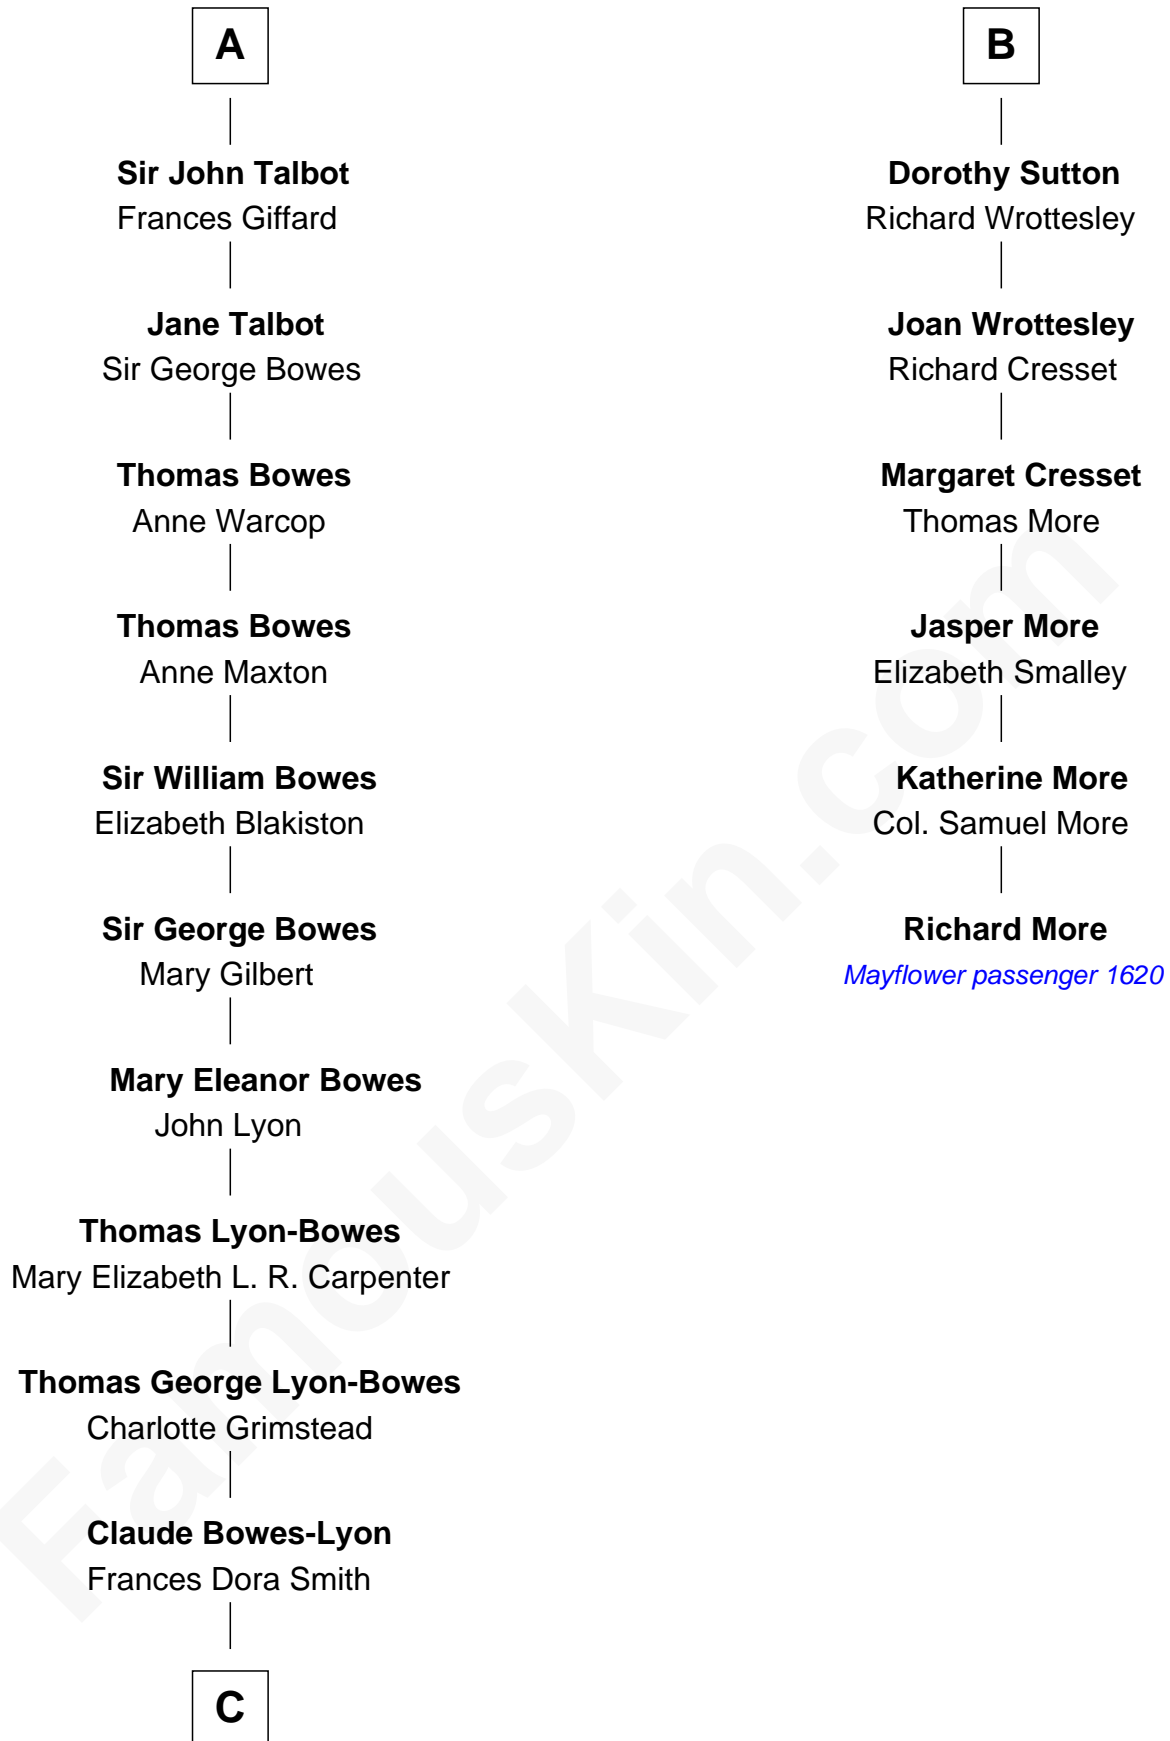 A
Sir John Talbot
Frances Giffard
Jane Talbot
Sir George Bowes
Thomas Bowes
Anne Warcop
Thomas Bowes
Anne Maxton
Sir William Bowes
Elizabeth Blakiston
Sir George Bowes
Mary Gilbert
Mary Eleanor Bowes
John Lyon
Thomas Lyon-Bowes
Mary Elizabeth L. R. Carpenter
Thomas George Lyon-Bowes
Charlotte Grimstead
Claude Bowes-Lyon
Frances Dora Smith
C
B
Dorothy Sutton
Richard Wrottesley
Joan Wrottesley
Richard Cresset
Margaret Cresset
Thomas More
Jasper More
Elizabeth Smalley
Katherine More
Col. Samuel More
Richard More
Mayflower passenger 1620
FamousKin.com